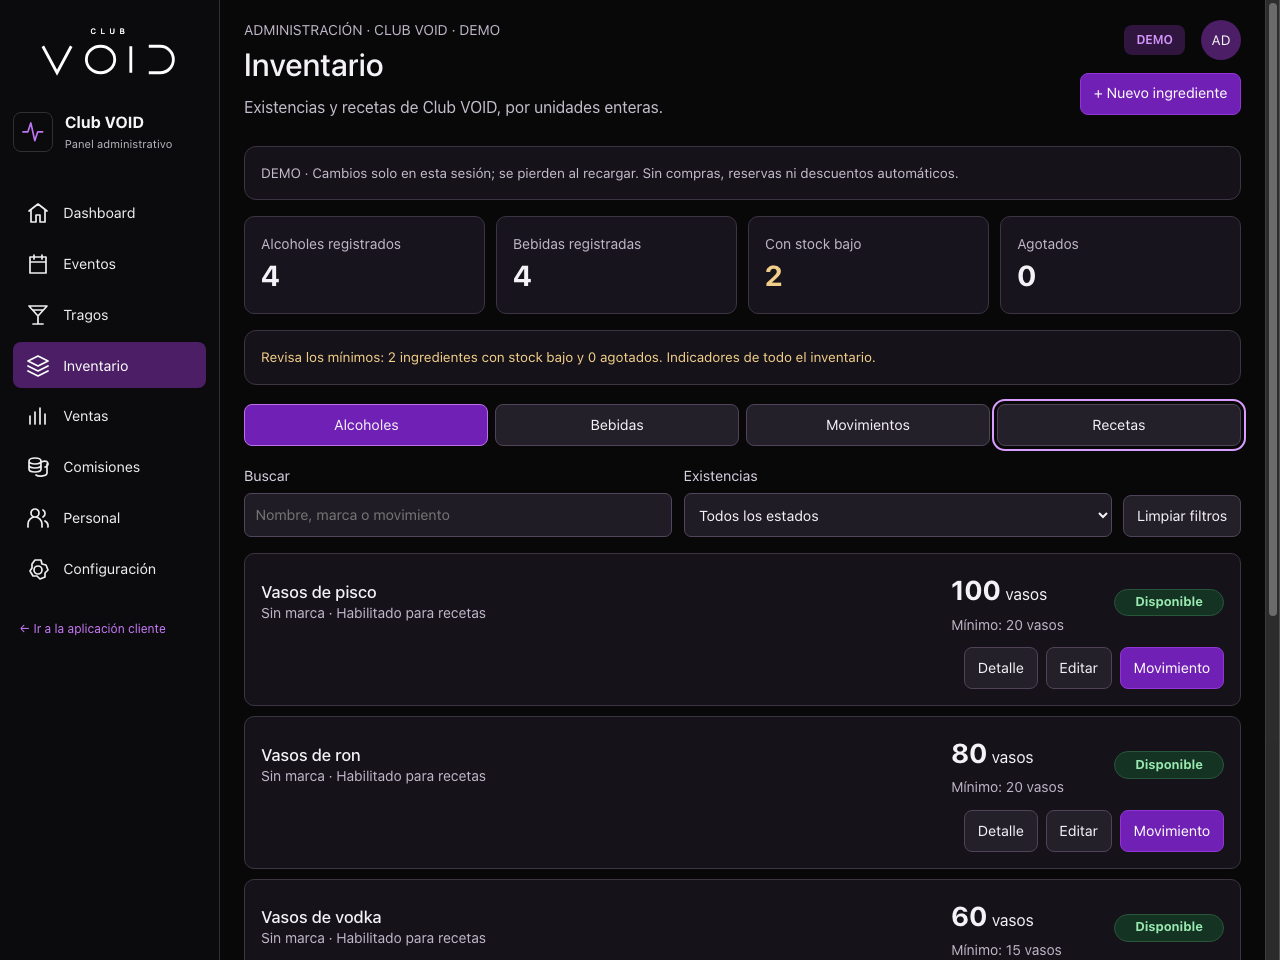 CLUB
VOID
Club VOID
Panel administrativo
Dashboard
Eventos
Tragos
Inventario
Ventas
Comisiones
Personal
Configuración
← Ir a la aplicación cliente
ADMINISTRACIÓN · CLUB VOID · DEMO
Inventario
Existencias y recetas de Club VOID, por unidades enteras.
DEMO
AD
+ Nuevo ingrediente
DEMO · Cambios solo en esta sesión; se pierden al recargar. Sin compras, reservas ni descuentos automáticos.
Alcoholes registrados
4
Bebidas registradas
4
Con stock bajo
2
Agotados
0
Revisa los mínimos: 2 ingredientes con stock bajo y 0 agotados. Indicadores de todo el inventario.
Alcoholes
Bebidas
Movimientos
Recetas
Buscar
Nombre, marca o movimiento
Existencias
Todos los estados
Limpiar filtros
Vasos de pisco
Sin marca · Habilitado para recetas
100 vasos
Mínimo: 20 vasos
Disponible
Detalle
Editar
Movimiento
Vasos de ron
Sin marca · Habilitado para recetas
80 vasos
Mínimo: 20 vasos
Disponible
Detalle
Editar
Movimiento
Vasos de vodka
Sin marca · Habilitado para recetas
60 vasos
Mínimo: 15 vasos
Disponible